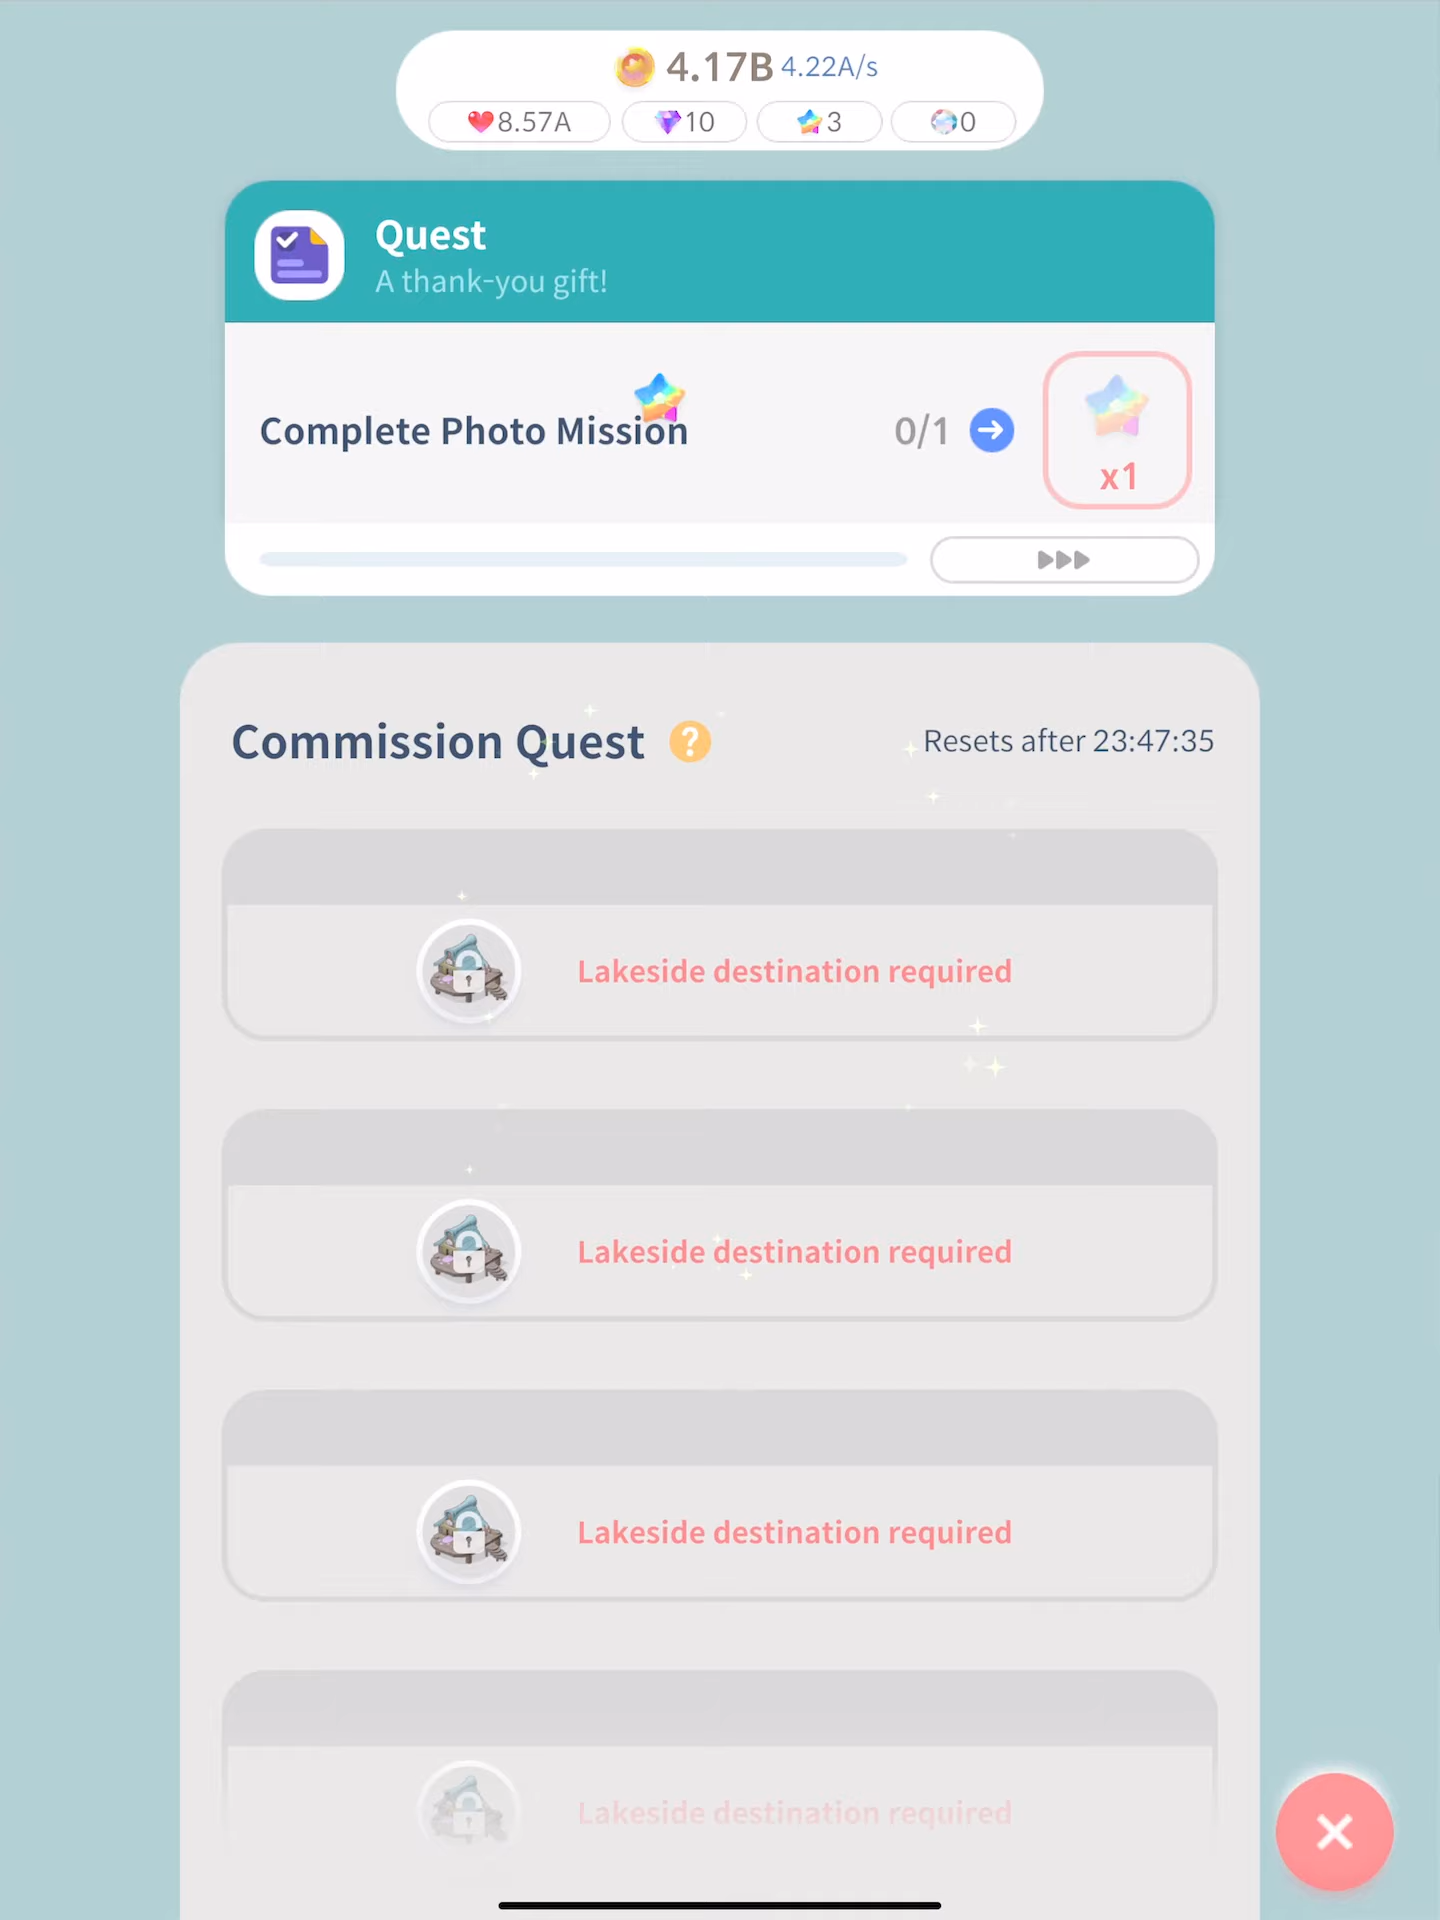 4.17B 4.22A/s
8.57A 10 3 0
Quest
A thank-you gift!
Complete Photo Mission 0/1
x1
Commission Quest ? Resets after 23:47:35
Lakeside destination required
Lakeside destination required
Lakeside destination required
Lakeside destination required